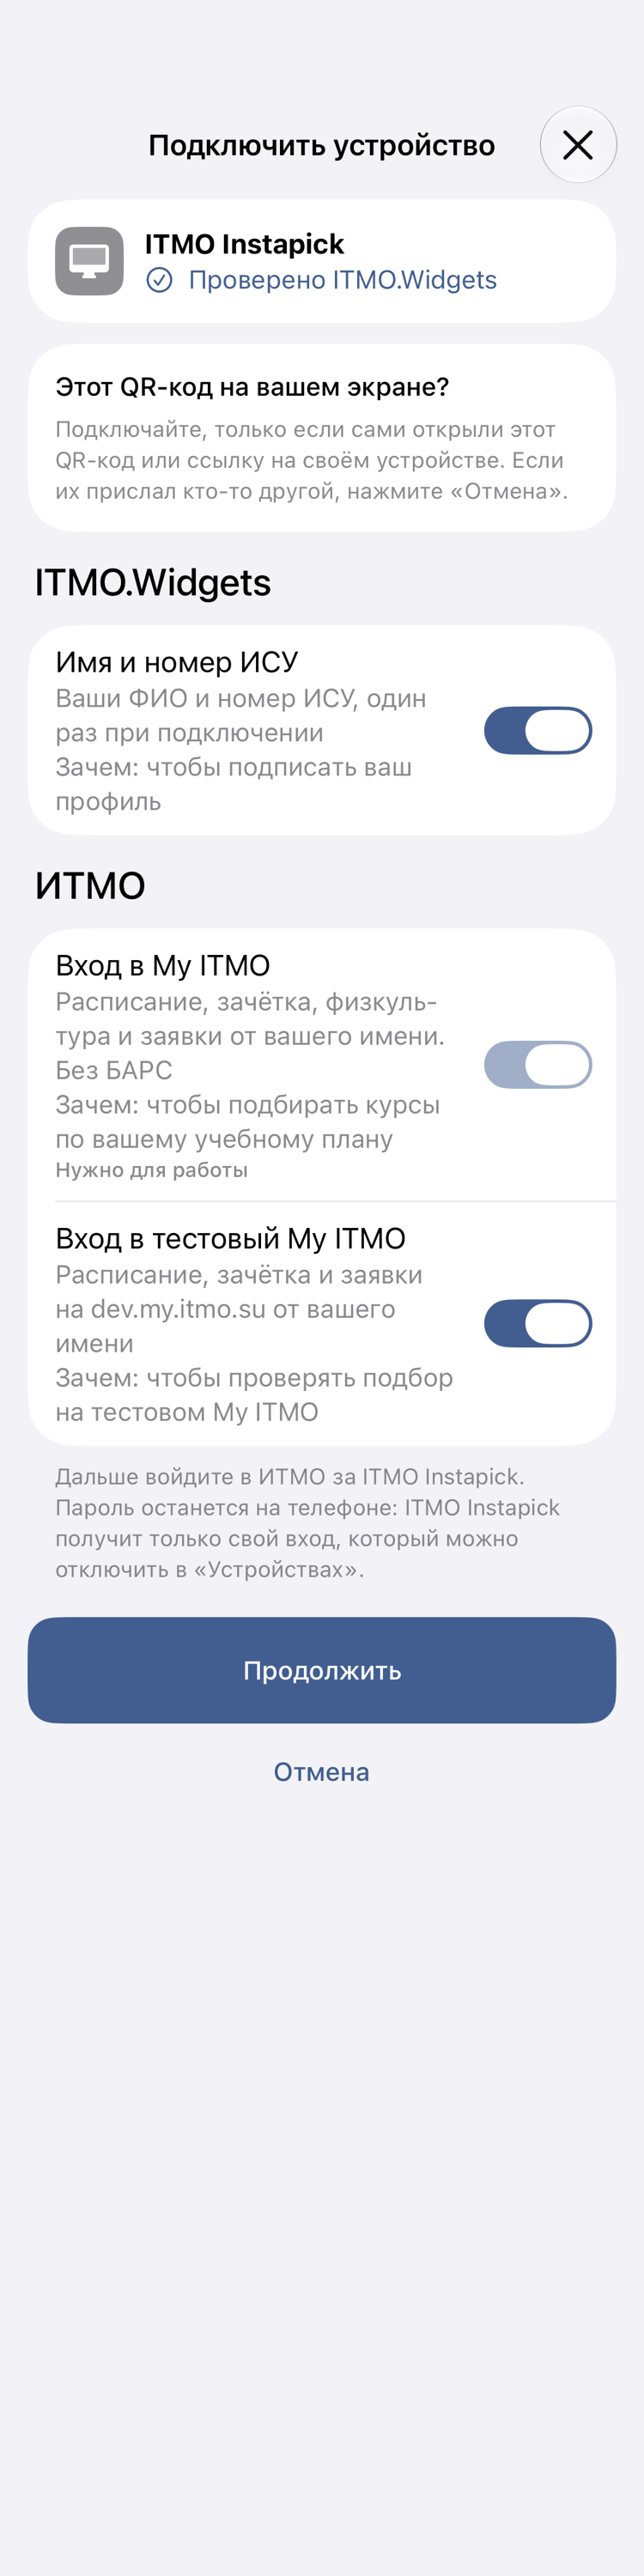 Подключить устройство
ITMO Instapick
Проверено ITMO.Widgets
Этот QR-код на вашем экране?
Подключайте, только если сами открыли этот
QR-код или ссылку на своём устройстве. Если
их прислал кто-то другой, нажмите «Отмена».
ITMO.Widgets
Имя и номер ИСУ
Ваши ФИО и номер ИСУ, один
раз при подключении
Зачем: чтобы подписать ваш
профиль
ИТМО
Вход в My ITMO
Расписание, зачётка, физкуль-
тура и заявки от вашего имени.
Без БАРС
Зачем: чтобы подбирать курсы
по вашему учебному плану
Нужно для работы
Вход в тестовый My ITMO
Расписание, зачётка и заявки
на dev.my.itmo.su от вашего
имени
Зачем: чтобы проверять подбор
на тестовом My ITMO
Дальше войдите в ИТМО за ITMO Instapick.
Пароль останется на телефоне: ITMO Instapick
получит только свой вход, который можно
отключить в «Устройствах».
Продолжить
Отмена